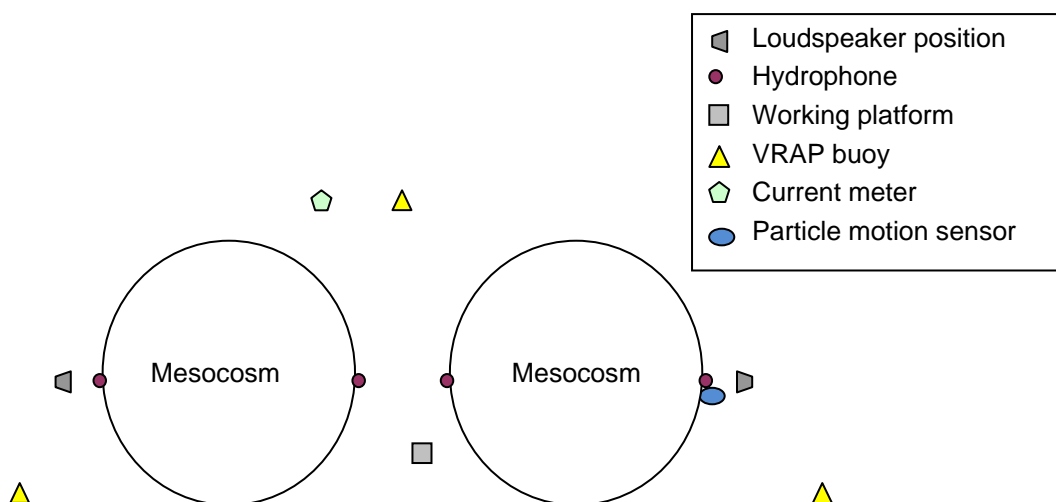 Loudspeaker position
Hydrophone
Working platform
VRAP buoy
Current meter
Particle motion sensor
Mesocosm
Mesocosm